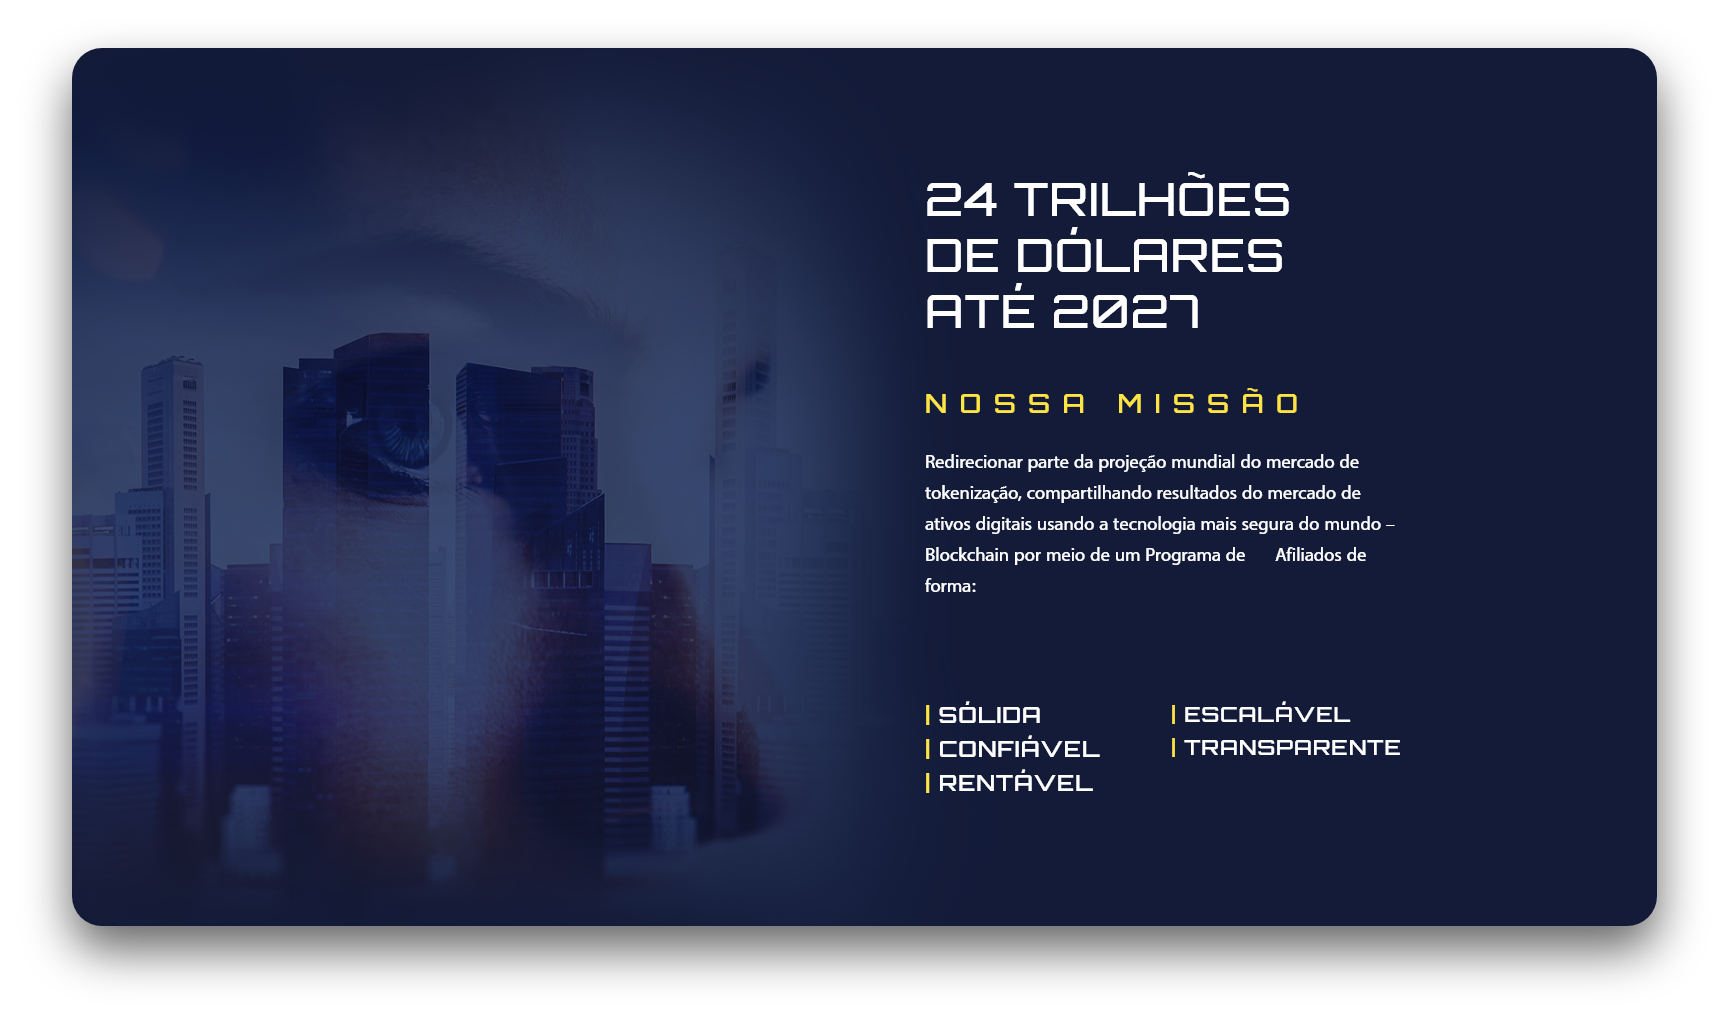 24 TRILHÕES
DE DÓLARES
ATÉ 2027
NOSSA MISSÃO
Redirecionar parte da projeção mundial do mercado de
tokenização, compartilhando resultados do mercado de
ativos digitais usando a tecnologia mais segura do mundo –
Blockchain por meio de um Programa de Afiliados de
forma:
| SÓLIDA
| CONFIÁVEL
| RENTÁVEL
| ESCALÁVEL
| TRANSPARENTE